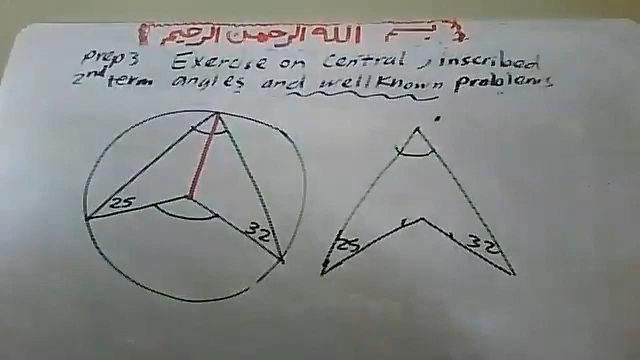 بسم الله الرحمن الرحيم
prep 3 Exercise on central , inscribed
2nd term angles and well known problems
25 32
25 32